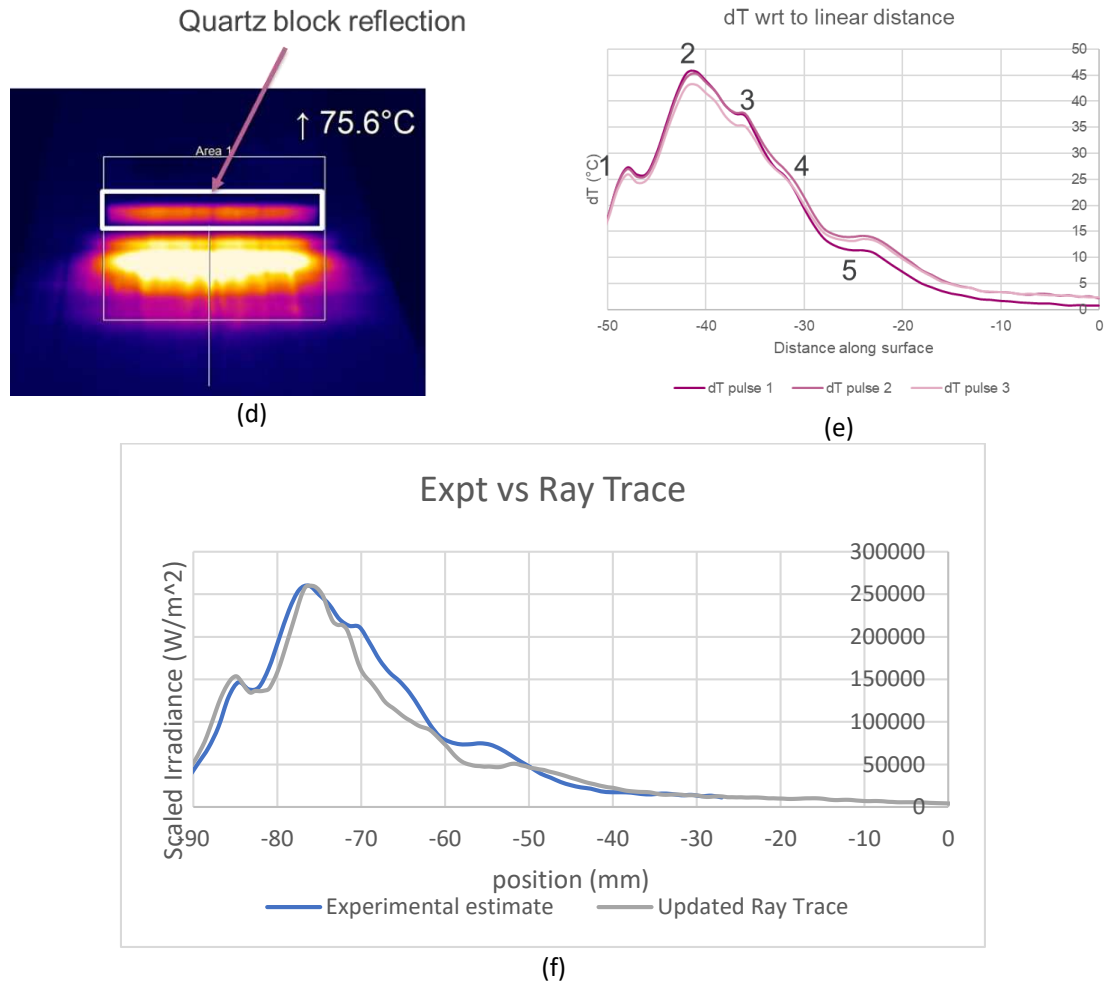 Quartz block reflection
↑ 75.6°C
Area 1
(d)
dT wrt to linear distance
dT (°C)
50
45
40
35
30
25
20
15
10
5
0
1
2
3
4
5
-50 -40 -30 -20 -10 0
Distance along surface
dT pulse 1 dT pulse 2 dT pulse 3
(e)
Expt vs Ray Trace
Scaled Irradiance (W/m^2)
300000
250000
200000
150000
100000
50000
0
-90 -80 -70 -60 -50 -40 -30 -20 -10 0
position (mm)
Experimental estimate Updated Ray Trace
(f)